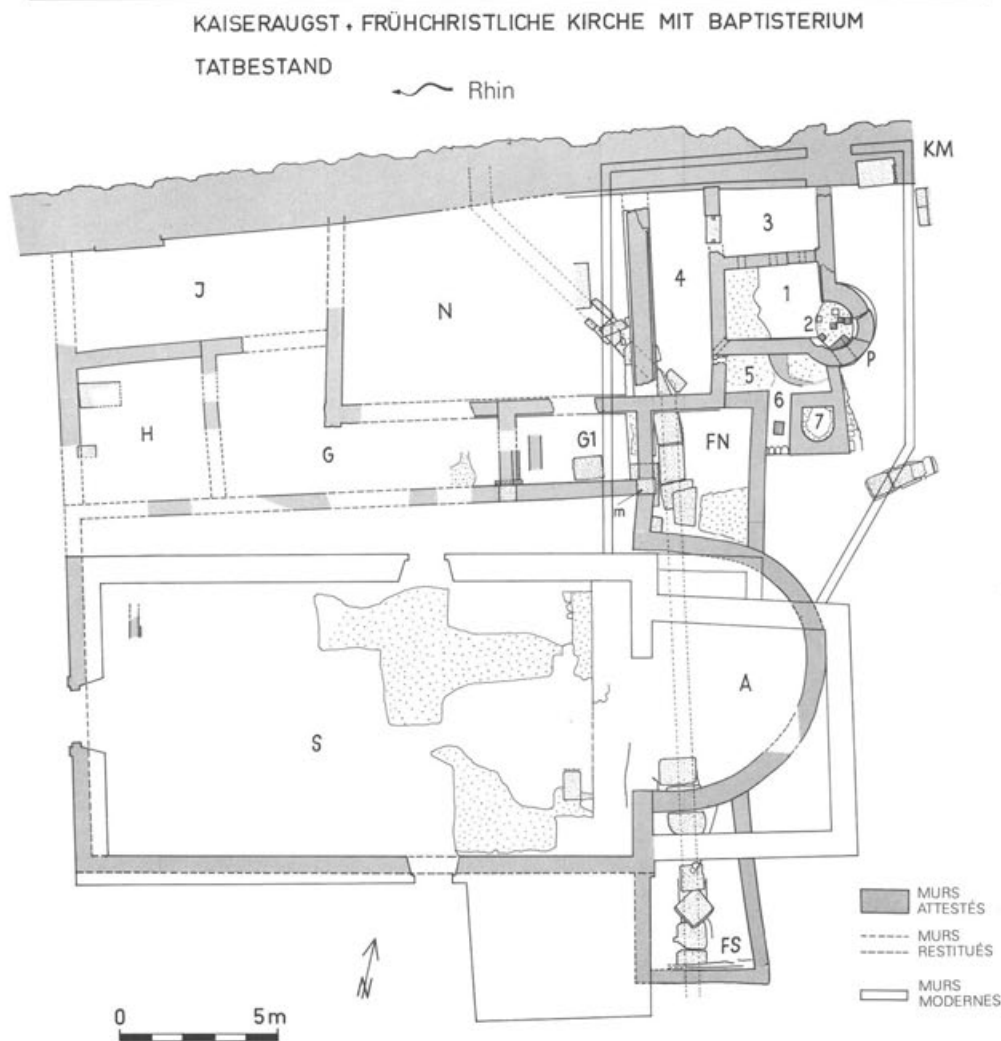 KAISERAUGST + FRÜHCHRISTLICHE KIRCHE MIT BAPTISTERIUM
TATBESTAND
Rhin
KM
3
J
4
1
N
2
P
5
6
7
H
G
G1
FN
m
A
S
FS
MURS
ATTESTÉS
MURS
RESTITUÉS
MURS
MODERNES
N
0 5m